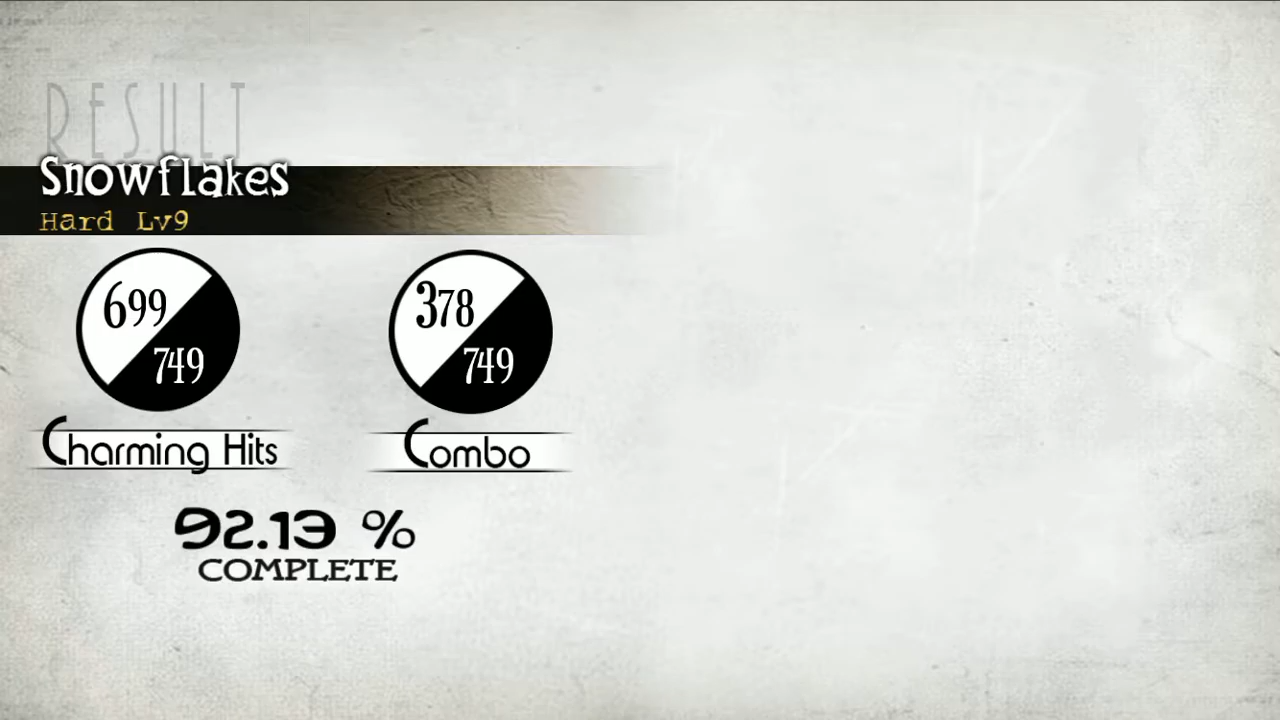 RESULT
Snowflakes
Hard Lv9
699
749
378
749
Charming Hits
Combo
92.13 %
COMPLETE